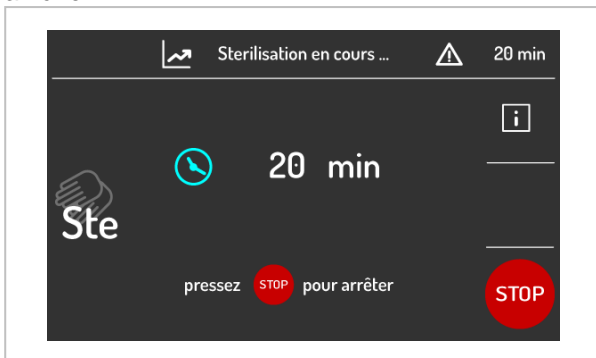 Sterilisation en cours ... 20 min
i
20 min
Ste
pressez STOP pour arrêter
STOP